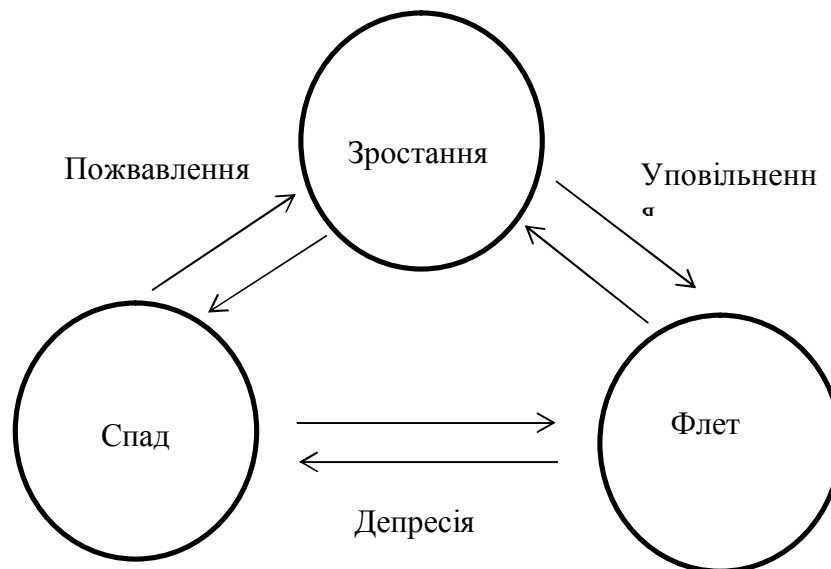 Зростання
Пожвавлення
Уповільненн
я
Спад
Флет
Депресія